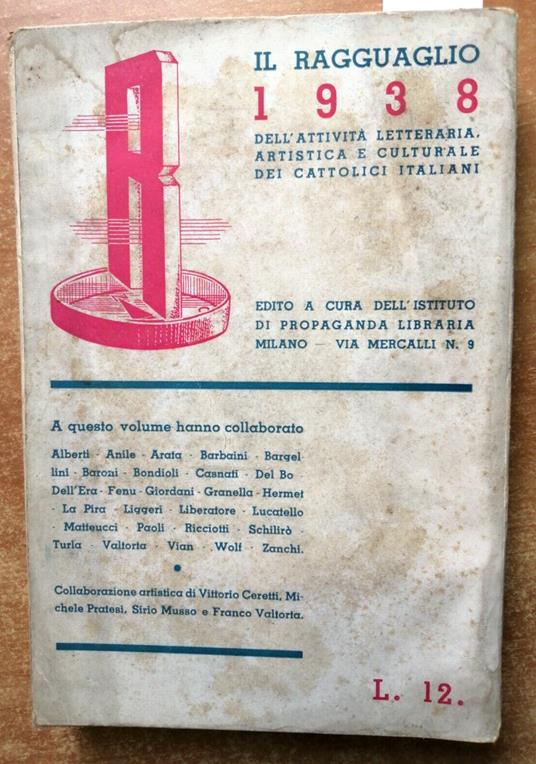 IL RAGGUAGLIO
1938
DELL'ATTIVITÀ LETTERARIA,
ARTISTICA E CULTURALE
DEI CATTOLICI ITALIANI
EDITO A CURA DELL'ISTITUTO
DI PROPAGANDA LIBRARIA
MILANO — VIA MERCALLI N. 9
A questo volume hanno collaborato
Alberti · Anile · Arata · Barbaini · Bargel
lini · Baroni · Bondioli · Casnati · Del Bo
Dell'Era · Fenu · Giordani · Granella · Hermet
· La Pira · Liggeri · Liberatore · Lucatello
· Matteucci · Paoli · Ricciotti · Schilirò
Turla · Valtorta · Vian · Wolf · Zanchi.
Collaborazione artistica di Vittorio Ceretti, Mi-
chele Pratesi, Sirio Musso e Franco Valtorta.
L. 12.